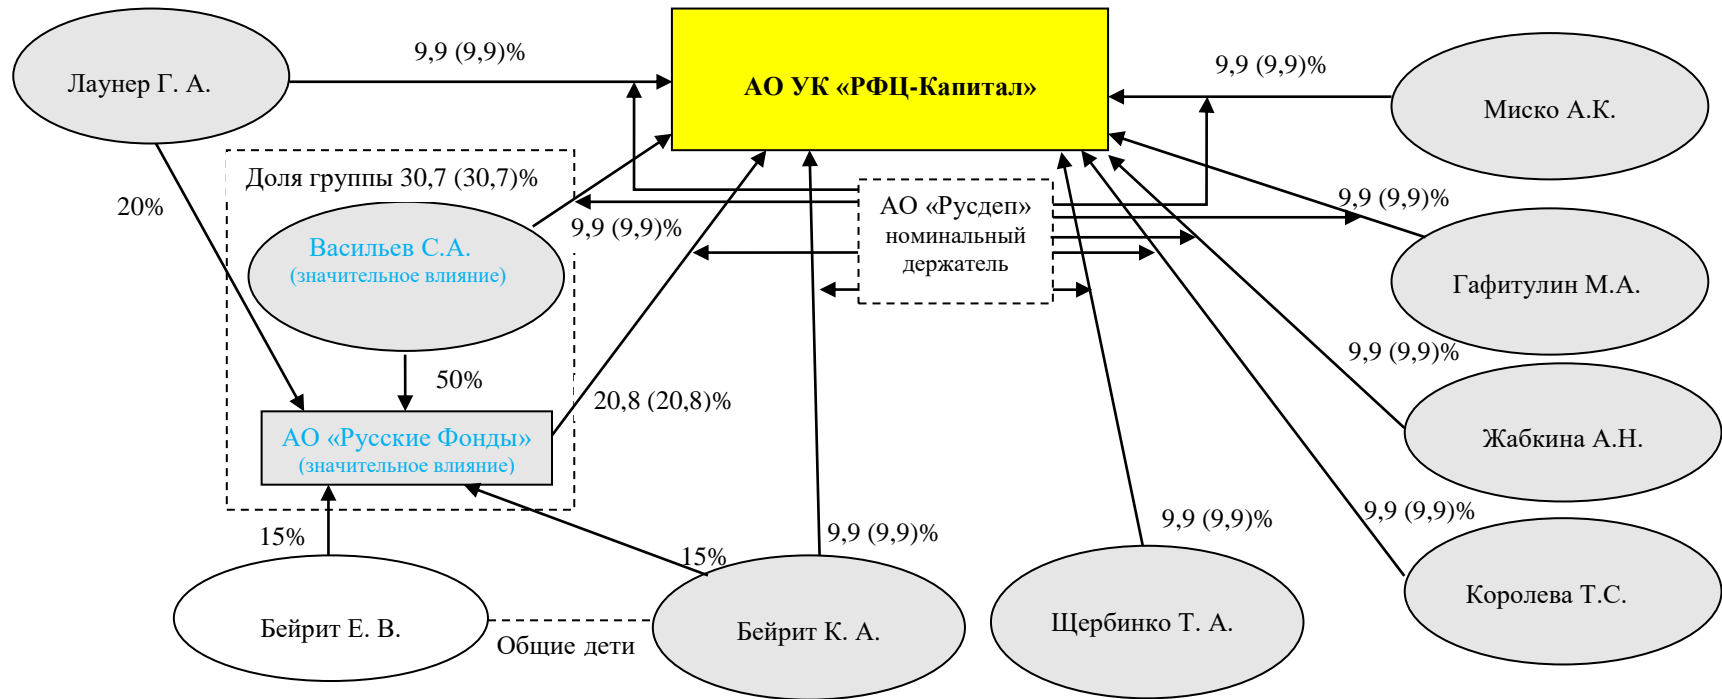 Лаунер Г. А.
9,9 (9,9)%
АО УК «РФЦ-Капитал»
9,9 (9,9)%
Миско А.К.
20%
Доля группы 30,7 (30,7)%
Васильев С.А.
(значительное влияние)
9,9 (9,9)%
АО «Русдеп»
номинальный
держатель
9,9 (9,9)%
Гафитулин М.А.
50%
20,8 (20,8)%
9,9 (9,9)%
АО «Русские Фонды»
(значительное влияние)
Жабкина А.Н.
15%
15%
9,9 (9,9)%
9,9 (9,9)%
9,9 (9,9)%
Бейрит Е. В.
Общие дети
Бейрит К. А.
Щербинко Т. А.
Королева Т.С.